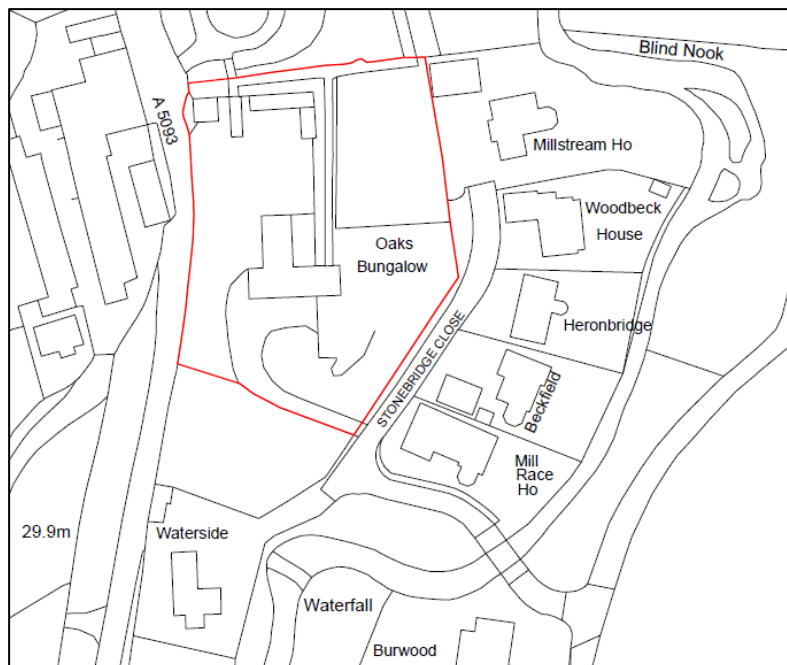 Blind Nook
A 5093
Millstream Ho
Woodbeck
House
Oaks
Bungalow
Heronbridge
STONEBRIDGE CLOSE
Beckfield
Mill
Race
Ho
29.9m
Waterside
Waterfall
Burwood